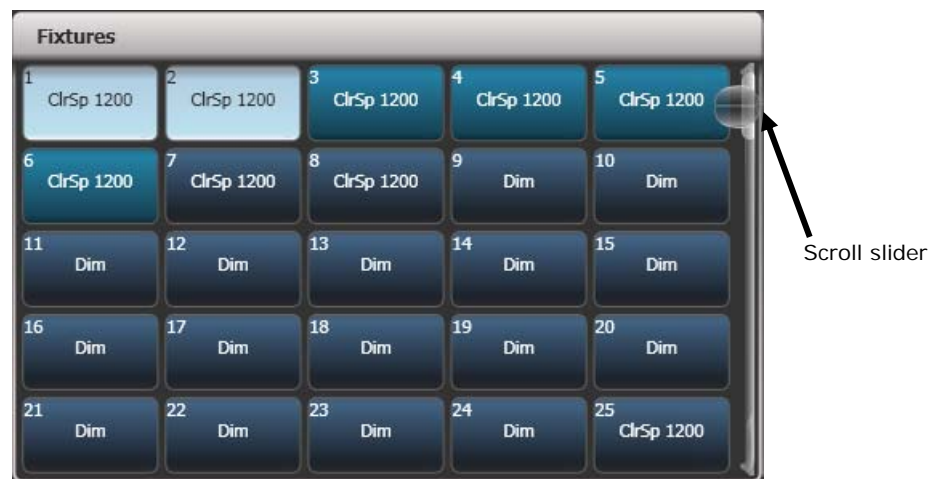 Fixtures
1 2 3 4 5
ClrSp 1200 ClrSp 1200 ClrSp 1200 ClrSp 1200 ClrSp 1200
6 7 8 9 10
ClrSp 1200 ClrSp 1200 ClrSp 1200 Dim Dim
11 12 13 14 15
Dim Dim Dim Dim Dim
Scroll slider
16 17 18 19 20
Dim Dim Dim Dim Dim
21 22 23 24 25
Dim Dim Dim Dim ClrSp 1200